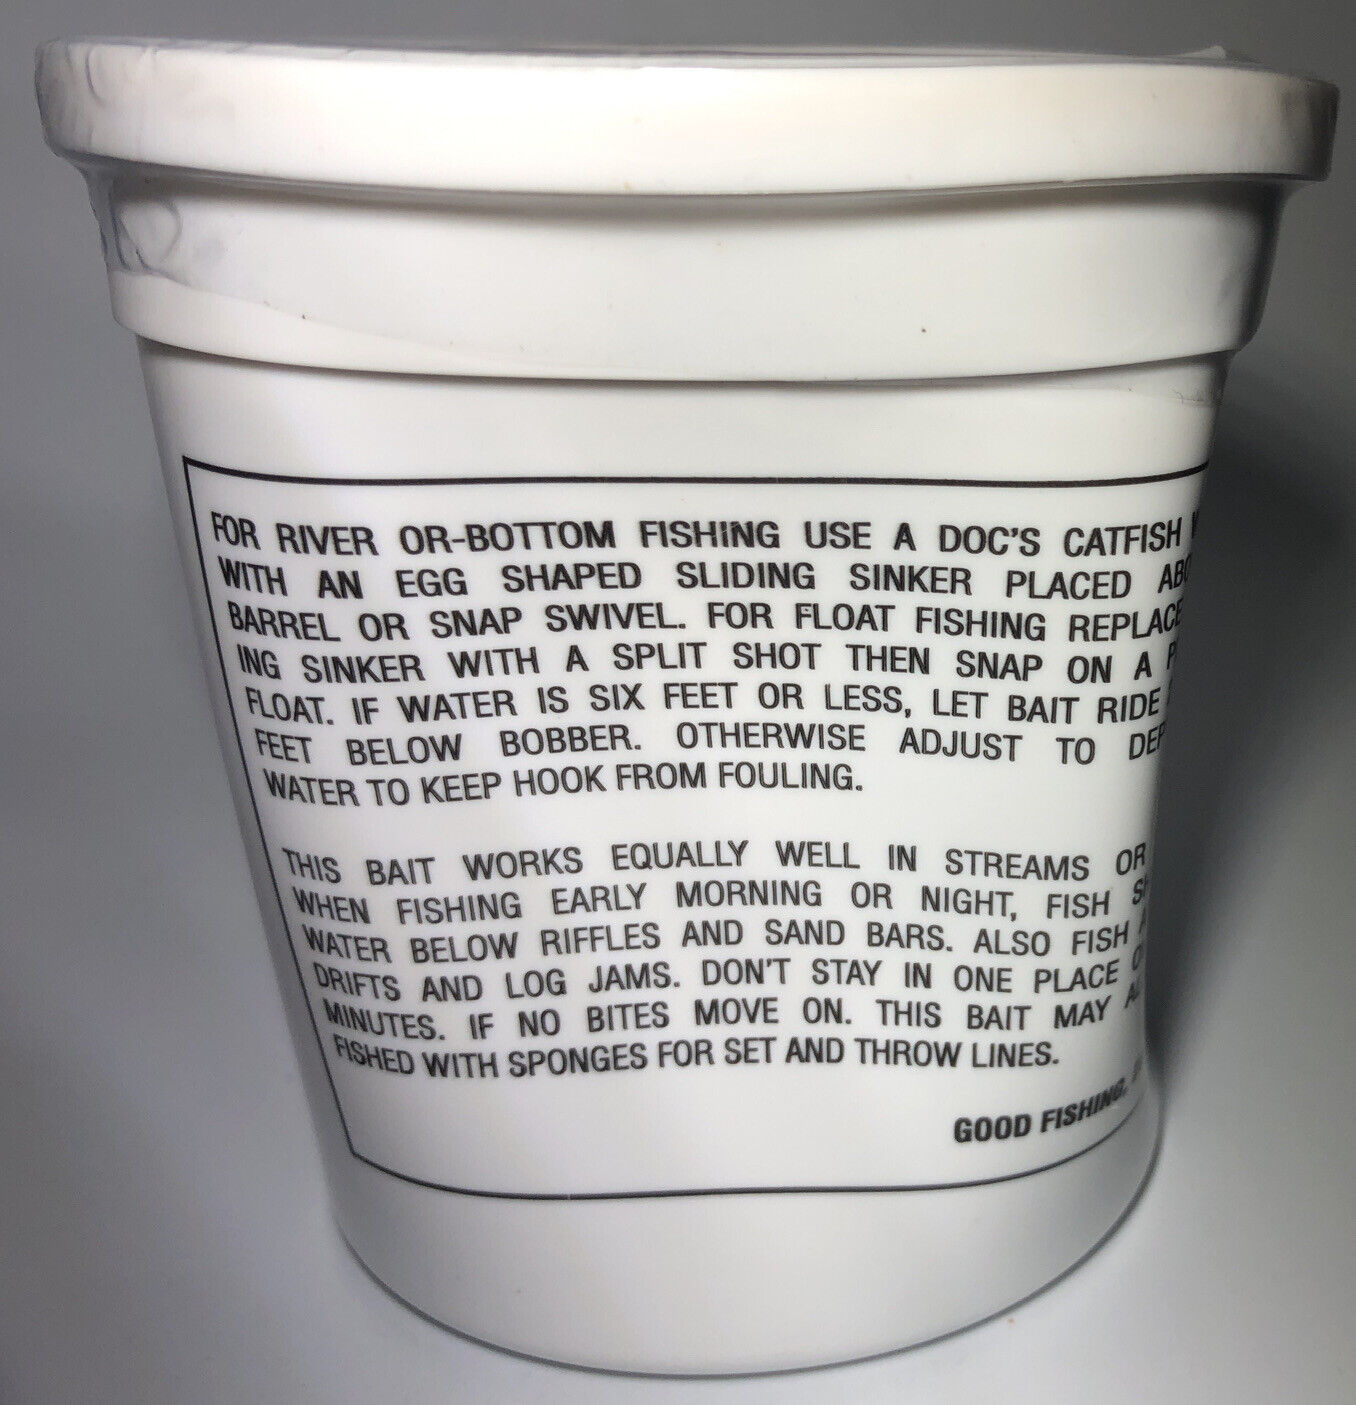 FOR RIVER OR-BOTTOM FISHING USE A DOC'S CATFISH
WITH AN EGG SHAPED SLIDING SINKER PLACED
BARREL OR SNAP SWIVEL. FOR FLOAT FISHING REPLACE
ING SINKER WITH A SPLIT SHOT THEN SNAP ON A
FLOAT. IF WATER IS SIX FEET OR LESS, LET BAIT RIDE
FEET BELOW BOBBER. OTHERWISE ADJUST TO
WATER TO KEEP HOOK FROM FOULING.
THIS BAIT WORKS EQUALLY WELL IN STREAMS OR
WHEN FISHING EARLY MORNING OR NIGHT, FISH
WATER BELOW RIFFLES AND SAND BARS. ALSO FISH
DRIFTS AND LOG JAMS. DON'T STAY IN ONE PLACE
MINUTES. IF NO BITES MOVE ON. THIS BAIT MAY
FISHED WITH SPONGES FOR SET AND THROW LINES.
GOOD FISHING,